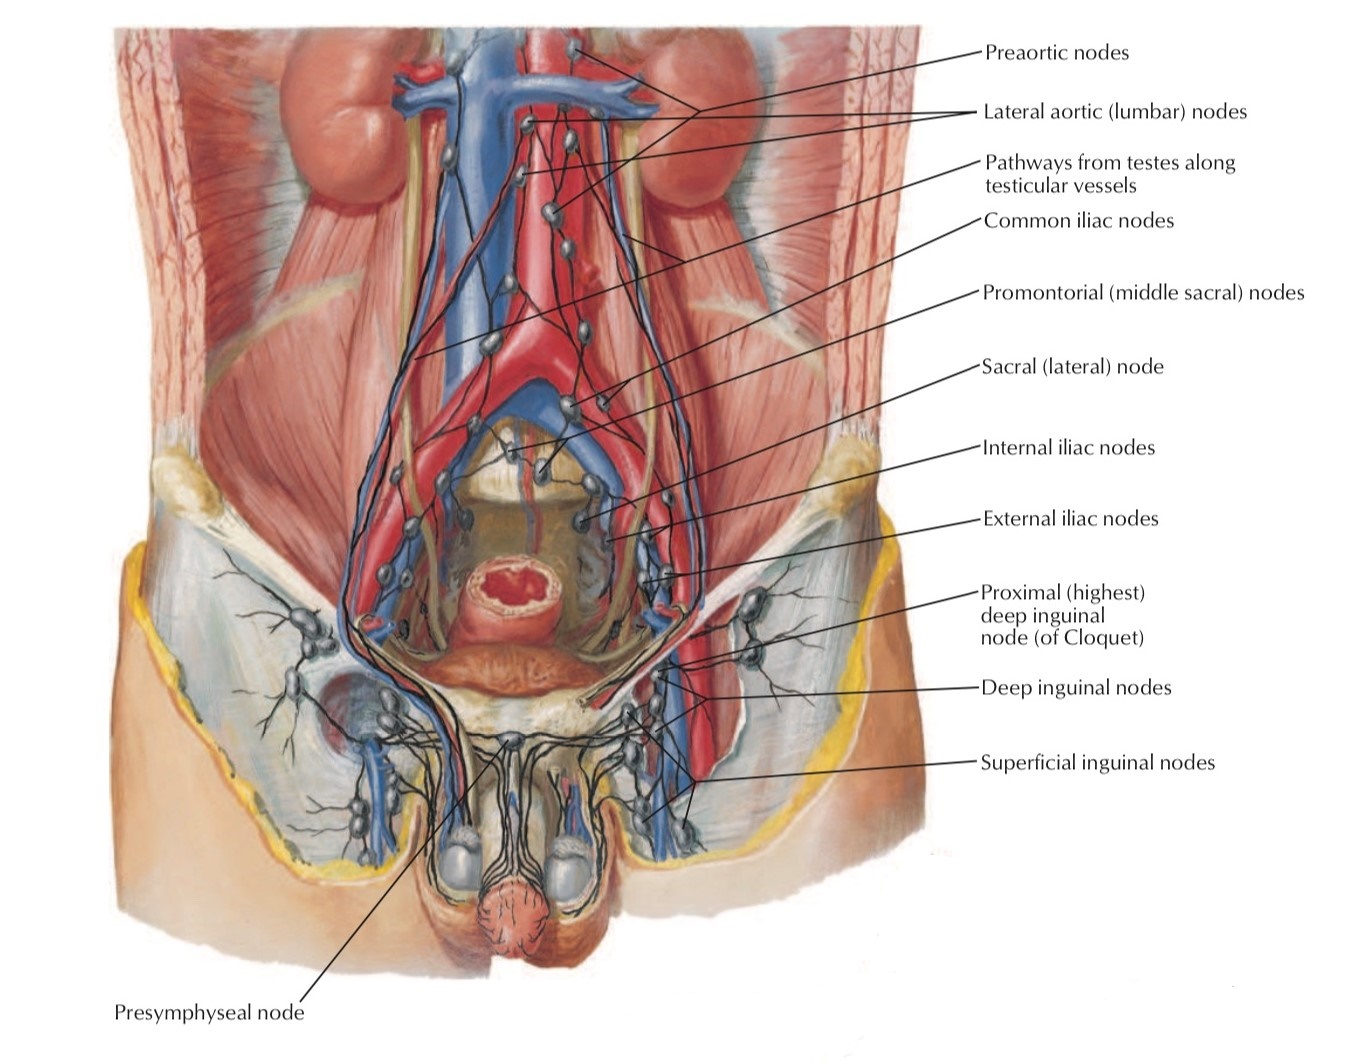 Preaortic nodes
Lateral aortic (lumbar) nodes
Pathways from testes along
testicular vessels
Common iliac nodes
Promontorial (middle sacral) nodes
Sacral (lateral) node
Internal iliac nodes
External iliac nodes
Proximal (highest)
deep inguinal
node (of Cloquet)
Deep inguinal nodes
Superficial inguinal nodes
Presymphyseal node